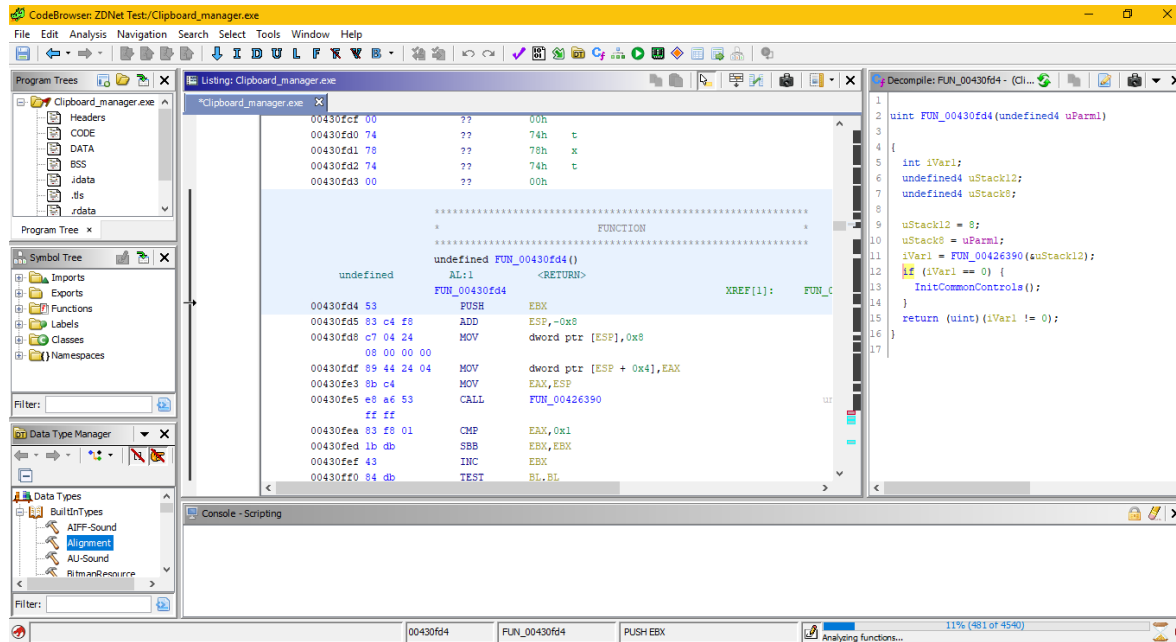 CodeBrowser: ZDNet Test:/Clipboard_manager.exe
File Edit Analysis Navigation Search Select Tools Window Help
I D U L F R V B
Program Trees
Clipboard_manager.exe
Headers
CODE
DATA
BSS
.idata
.tls
.rdata
Program Tree ×
Symbol Tree
Imports
Exports
Functions
Labels
Classes
Namespaces
Filter:
Data Type Manager
Data Types
BuiltInTypes
AIFF-Sound
Alignment
AU-Sound
BitmapResource
Filter:
Listing: Clipboard_manager.exe
*Clipboard_manager.exe
00430fcf 00 ?? 00h
00430fd0 74 ?? 74h t
00430fd1 78 ?? 78h x
00430fd2 74 ?? 74h t
00430fd3 00 ?? 00h
* FUNCTION *
undefined FUN_00430fd4()
undefined AL:1 <RETURN>
FUN_00430fd4 XREF[1]: FUN_0
00430fd4 53 PUSH EBX
00430fd5 83 c4 f8 ADD ESP,-0x8
00430fd8 c7 04 24 MOV dword ptr [ESP],0x8
08 00 00 00
00430fdf 89 44 24 04 MOV dword ptr [ESP + 0x4],EAX
00430fe3 8b c4 MOV EAX,ESP
00430fe5 e8 a6 53 CALL FUN_00426390 un
ff ff
00430fea 83 f8 01 CMP EAX,0x1
00430fed 1b db SBB EBX,EBX
00430fef 43 INC EBX
00430ff0 84 db TEST BL,BL
Decompile: FUN_00430fd4 - (Cli...
1
2 uint FUN_00430fd4(undefined4 uParm1)
3
4 {
5 int iVar1;
6 undefined4 uStack12;
7 undefined4 uStack8;
8
9 uStack12 = 8;
10 uStack8 = uParm1;
11 iVar1 = FUN_00426390(&uStack12);
12 if (iVar1 == 0) {
13 InitCommonControls();
14 }
15 return (uint)(iVar1 != 0);
16 }
17
Console - Scripting
00430fd4 FUN_00430fd4 PUSH EBX
11% (481 of 4540)
Analyzing functions...